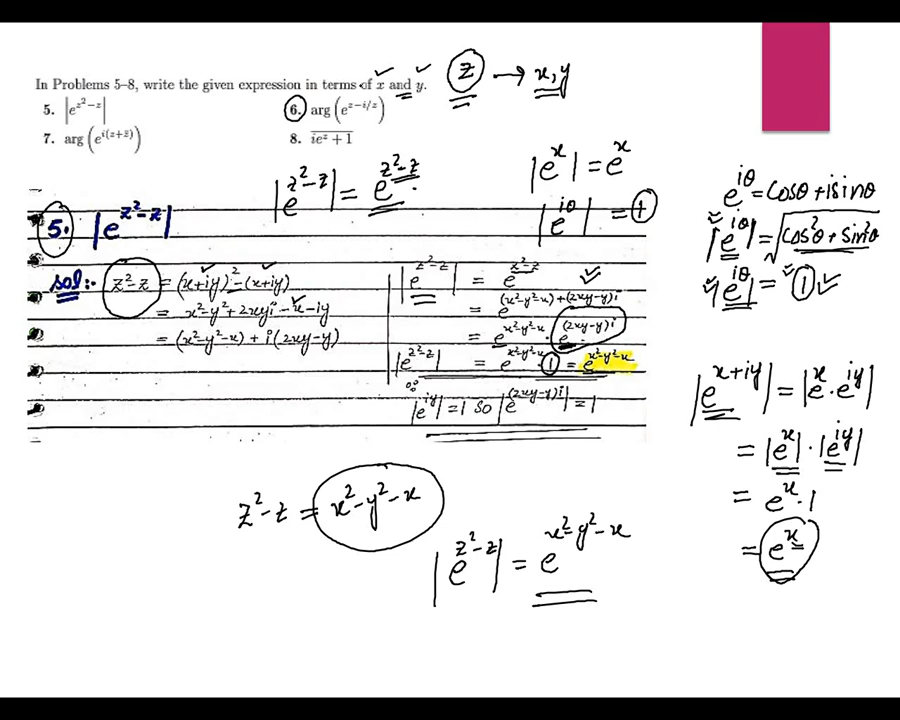 In Problems 5–8, write the given expression in terms of x and y.
z → x, y
5. |e^{z²−z}|
6. arg (e^{z−i/z})
7. arg (e^{i(z+z̄)})
8. \overline{ie^z + 1}
|e^{z²−z}| = e^{z²−z}.
|e^x| = e^x
|e^{iθ}| = 1
e^{iθ} = cosθ + isinθ
|e^{iθ}| = √(cos²θ + sin²θ)
|e^{iθ}| = 1
5. |e^{z²−z}|
Sol:- z²−z = (x+iy)² − (x+iy)
= x²−y²+2xyi−x−iy
= (x²−y²−x) + i(2xy−y)
|e^{z²−z}| = e^{z²−z}
= e^{(x²−y²−x)+(2xy−y)i}
= e^{x²−y²−x} . e^{(2xy−y)i}
|e^{z²−z}| = e^{x²−y²−x} . 1 = e^{x²−y²−x}
∵
|e^{iy}| = 1 so |e^{(2xy−y)i}| = 1
|e^{x+iy}| = |e^x . e^{iy}|
= |e^x| . |e^{iy}|
= e^x . 1
= e^x
z²−z = x²−y²−x
|e^{z²−z}| = e^{x²−y²−x}